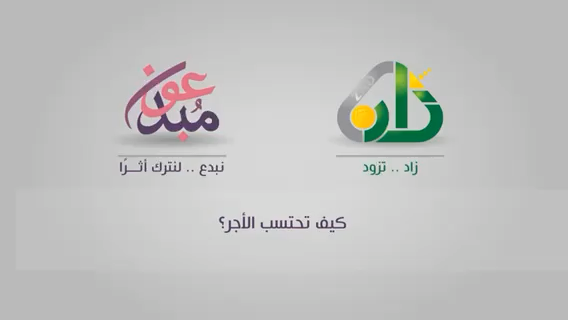 زاد
زاد .. تزود
مبدعون
نبدع .. لنترك أثـرًا
كيف تحتسب الأجر؟